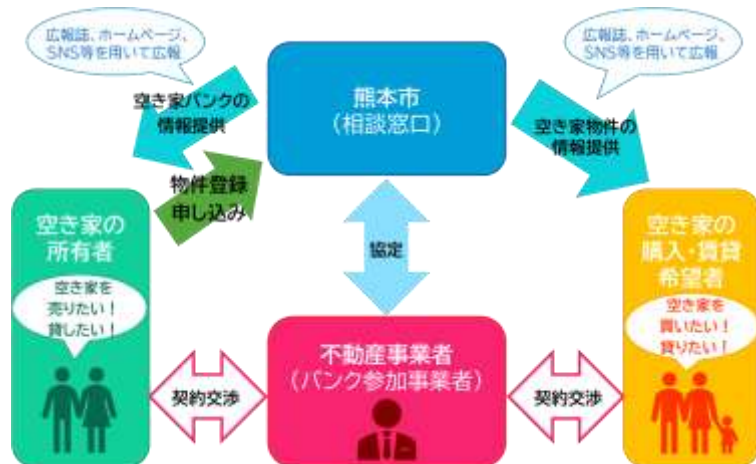 広報誌、ホームページ、
SNS等を用いて広報
広報誌、ホームページ、
SNS等を用いて広報
空き家バンクの
情報提供
熊本市
（相談窓口）
空き家物件の
情報提供
物件登録
申し込み
空き家の
所有者
空き家を
売りたい！
貸したい！
協定
空き家の
購入・賃貸
希望者
空き家を
買いたい！
貸りたい！
不動産事業者
（バンク参加事業者）
契約交渉
契約交渉